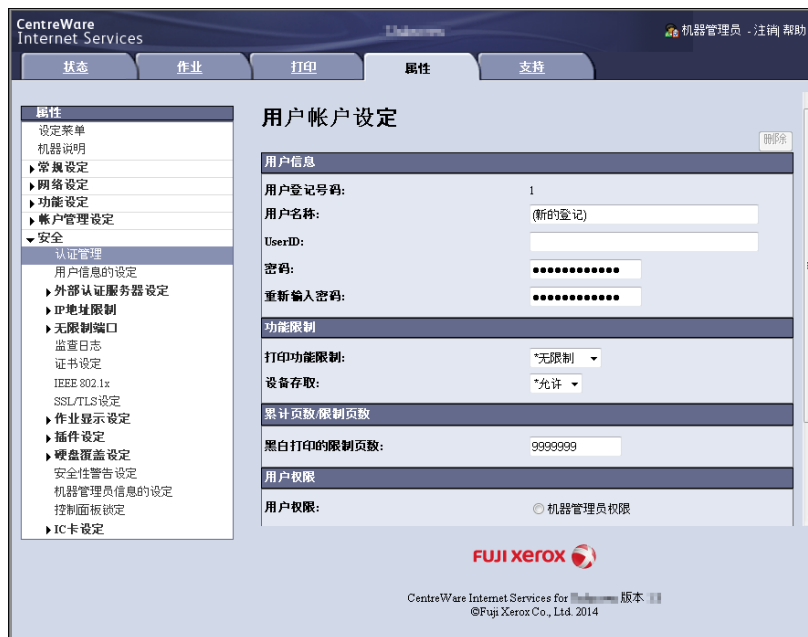 CentreWare
Internet Services
机器管理员 - 注销| 帮助
状态
作业
打印
属性
支持
属性
设定菜单
机器说明
常规设定
网络设定
功能设定
帐户管理设定
安全
认证管理
用户信息的设定
外部认证服务器设定
IP地址限制
无限制端口
监查日志
证书设定
IEEE 802.1x
SSL/TLS设定
作业显示设定
插件设定
硬盘覆盖设定
安全性警告设定
机器管理员信息的设定
控制面板锁定
IC卡设定
用户帐户设定
删除
用户信息
用户登记号码: 1
用户名称: (新的登记)
UserID:
密码: ●●●●●●●●●●●●
重新输入密码: ●●●●●●●●●●●●
功能限制
打印功能限制: *无限制
设备存取: *允许
累计页数/限制页数
黑白打印的限制页数: 9999999
用户权限
用户权限: 机器管理员权限
FUJI xerox
CentreWare Internet Services for 版本
©Fuji Xerox Co., Ltd. 2014